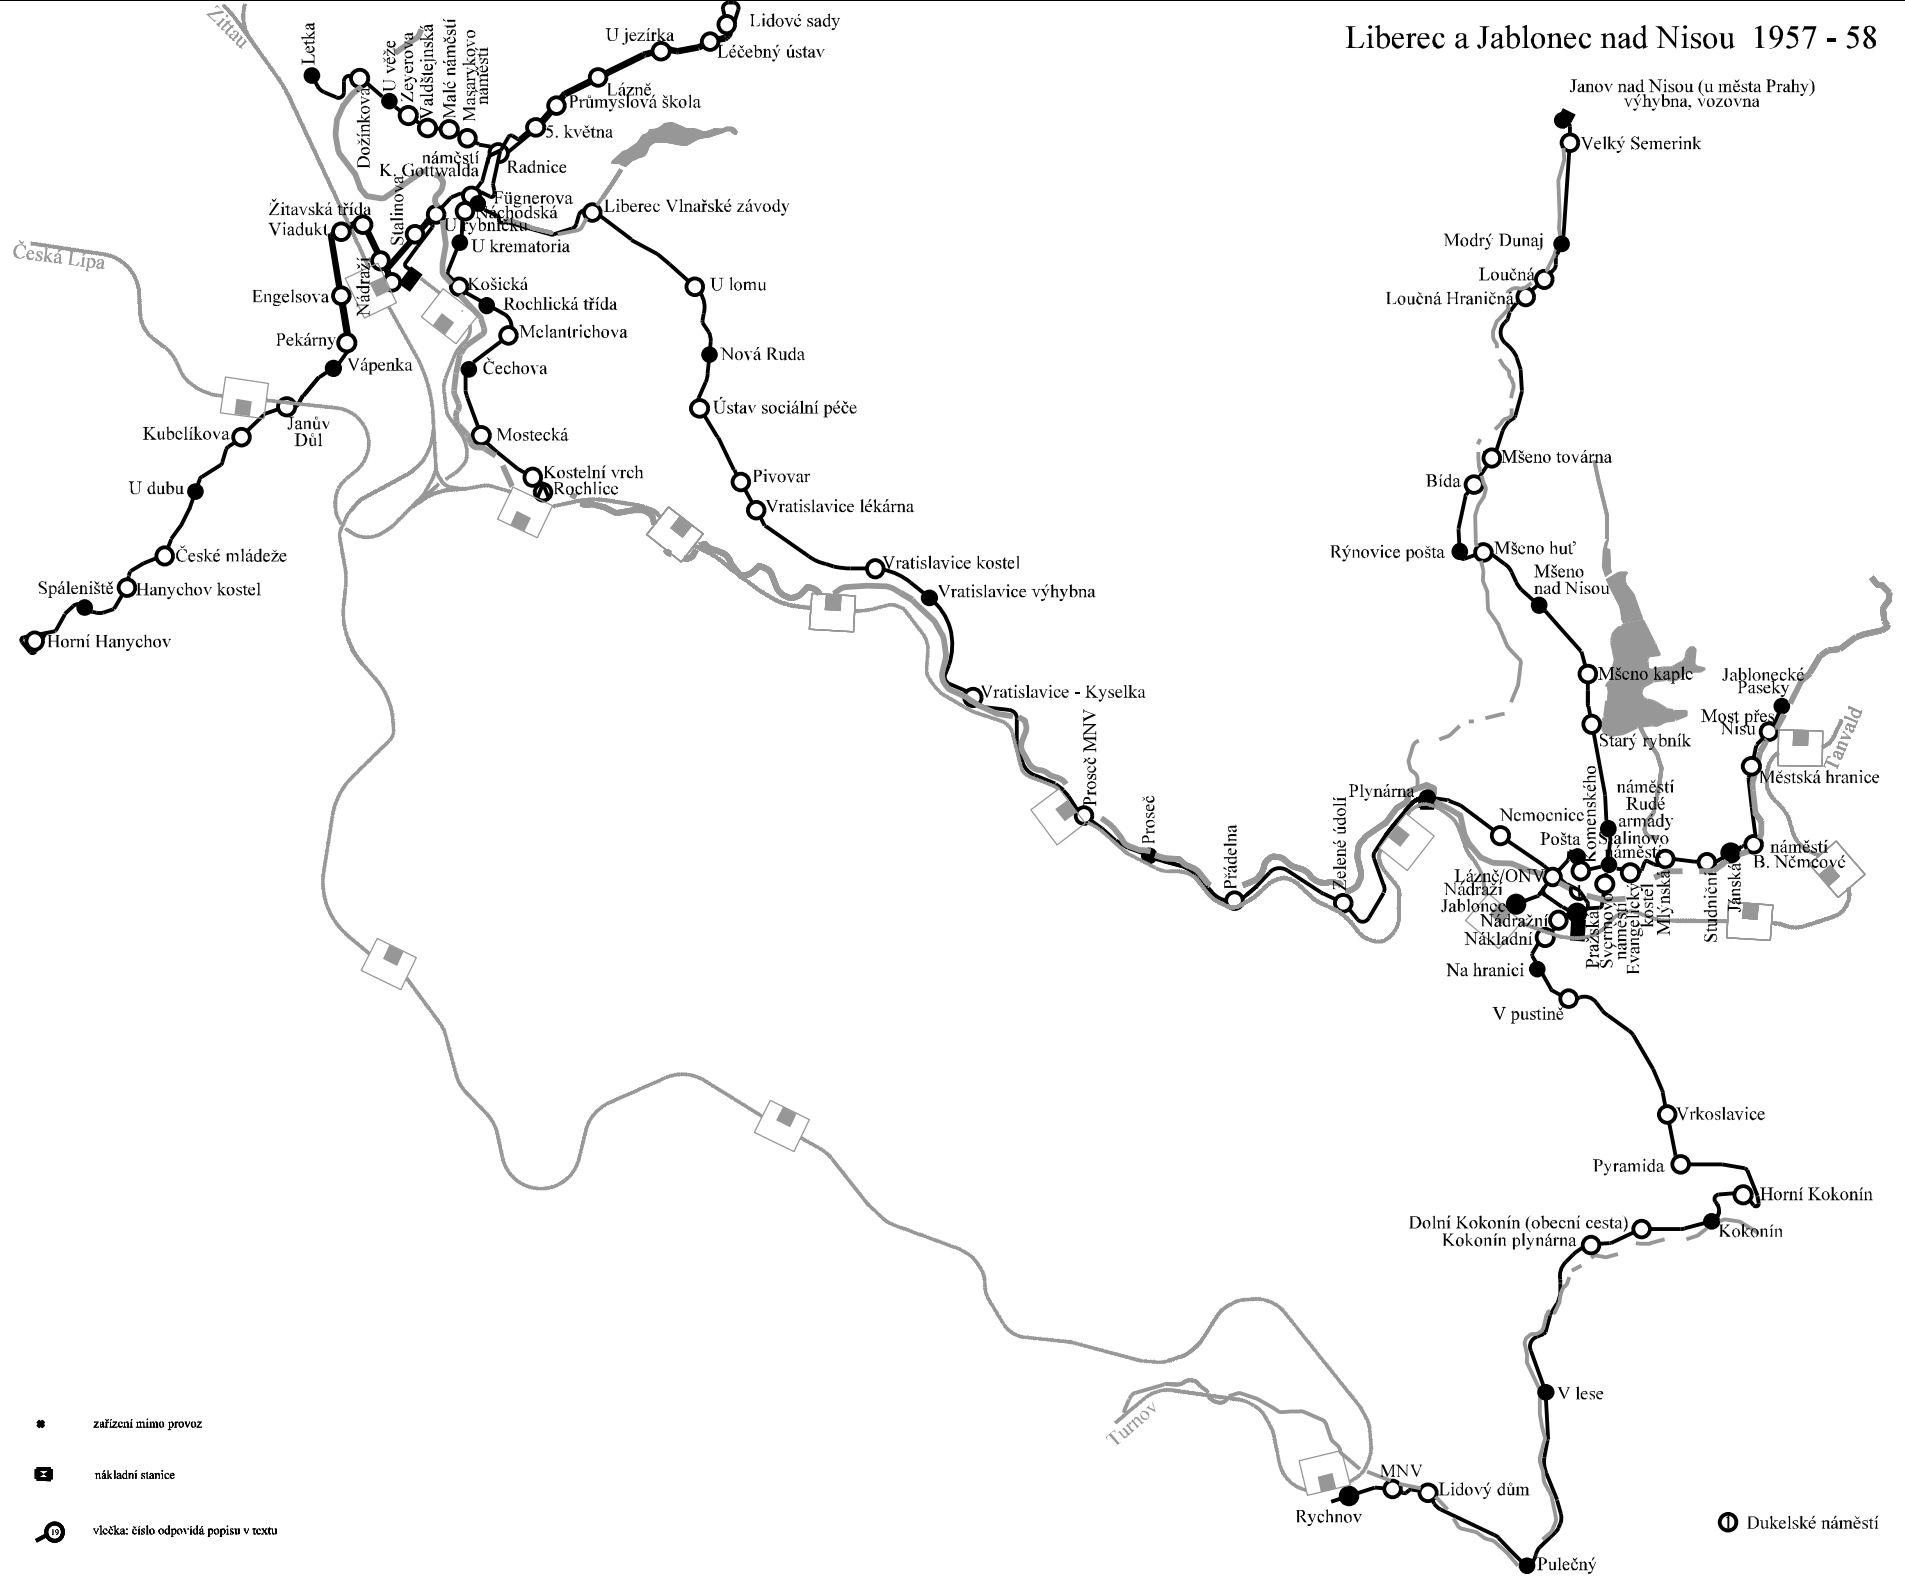 Liberec a Jablonec nad Nisou 1957 - 58
Zittau
Letka
U věže
Zeyerova
Valdštejnská
Malé náměstí
Masarykovo
náměstí
Dožínková
Lidové sady
U jezírka
Léčebný ústav
Lázně
Průmyslová škola
5. května
Radnice
náměstí
K. Gottwalda
Fügnerova
Náchodská
U rybníčku
U krematoria
Stalinova
Žitavská třída
Viadukt
Nádraží
Engelsova
Pekárny
Vápenka
Janův
Důl
Kubelíkova
U dubu
České mládeže
Hanychov kostel
Spáleniště
Horní Hanychov
Česká Lípa
Košická
Rochlická třída
Melantrichova
Čechova
Mostecká
Kostelní vrch
Rochlice
Liberec Vlnařské závody
U lomu
Nová Ruda
Ústav sociální péče
Pivovar
Vratislavice lékárna
Vratislavice kostel
Vratislavice výhybna
Vratislavice - Kyselka
Proseč MNV
Proseč
Přádelna
Zelené údolí
Plynárna
Nemocnice
Janov nad Nisou (u města Prahy)
výhybna, vozovna
Velký Semerink
Modrý Dunaj
Loučná
Loučná Hraničná
Mšeno továrna
Bída
Rýnovice pošta
Mšeno huť
Mšeno
nad Nisou
Mšeno kaple
Starý rybník
Komenského
náměstí
Rudé
armády
Stalinovo
náměstí
Pošta
Lázně/ONV
Nádraží
Jablonec
Nádražní
Nákladní
Na hranici
V pustině
Pražská
Švermovo
náměstí
Evangelický
kostel
Mlýnská
Studniční
Jánská
náměstí
B. Němcové
Městská hranice
Most přes
Nisu
Jablonecké
Paseky
Tanvald
Vrkoslavice
Pyramida
Horní Kokonín
Kokonín
Dolní Kokonín (obecní cesta)
Kokonín plynárna
V lese
Pulečný
Lidový dům
MNV
Rychnov
Turnov
zařízení mimo provoz
nákladní stanice
19
vlečka: číslo odpovídá popisu v textu
Dukelské náměstí